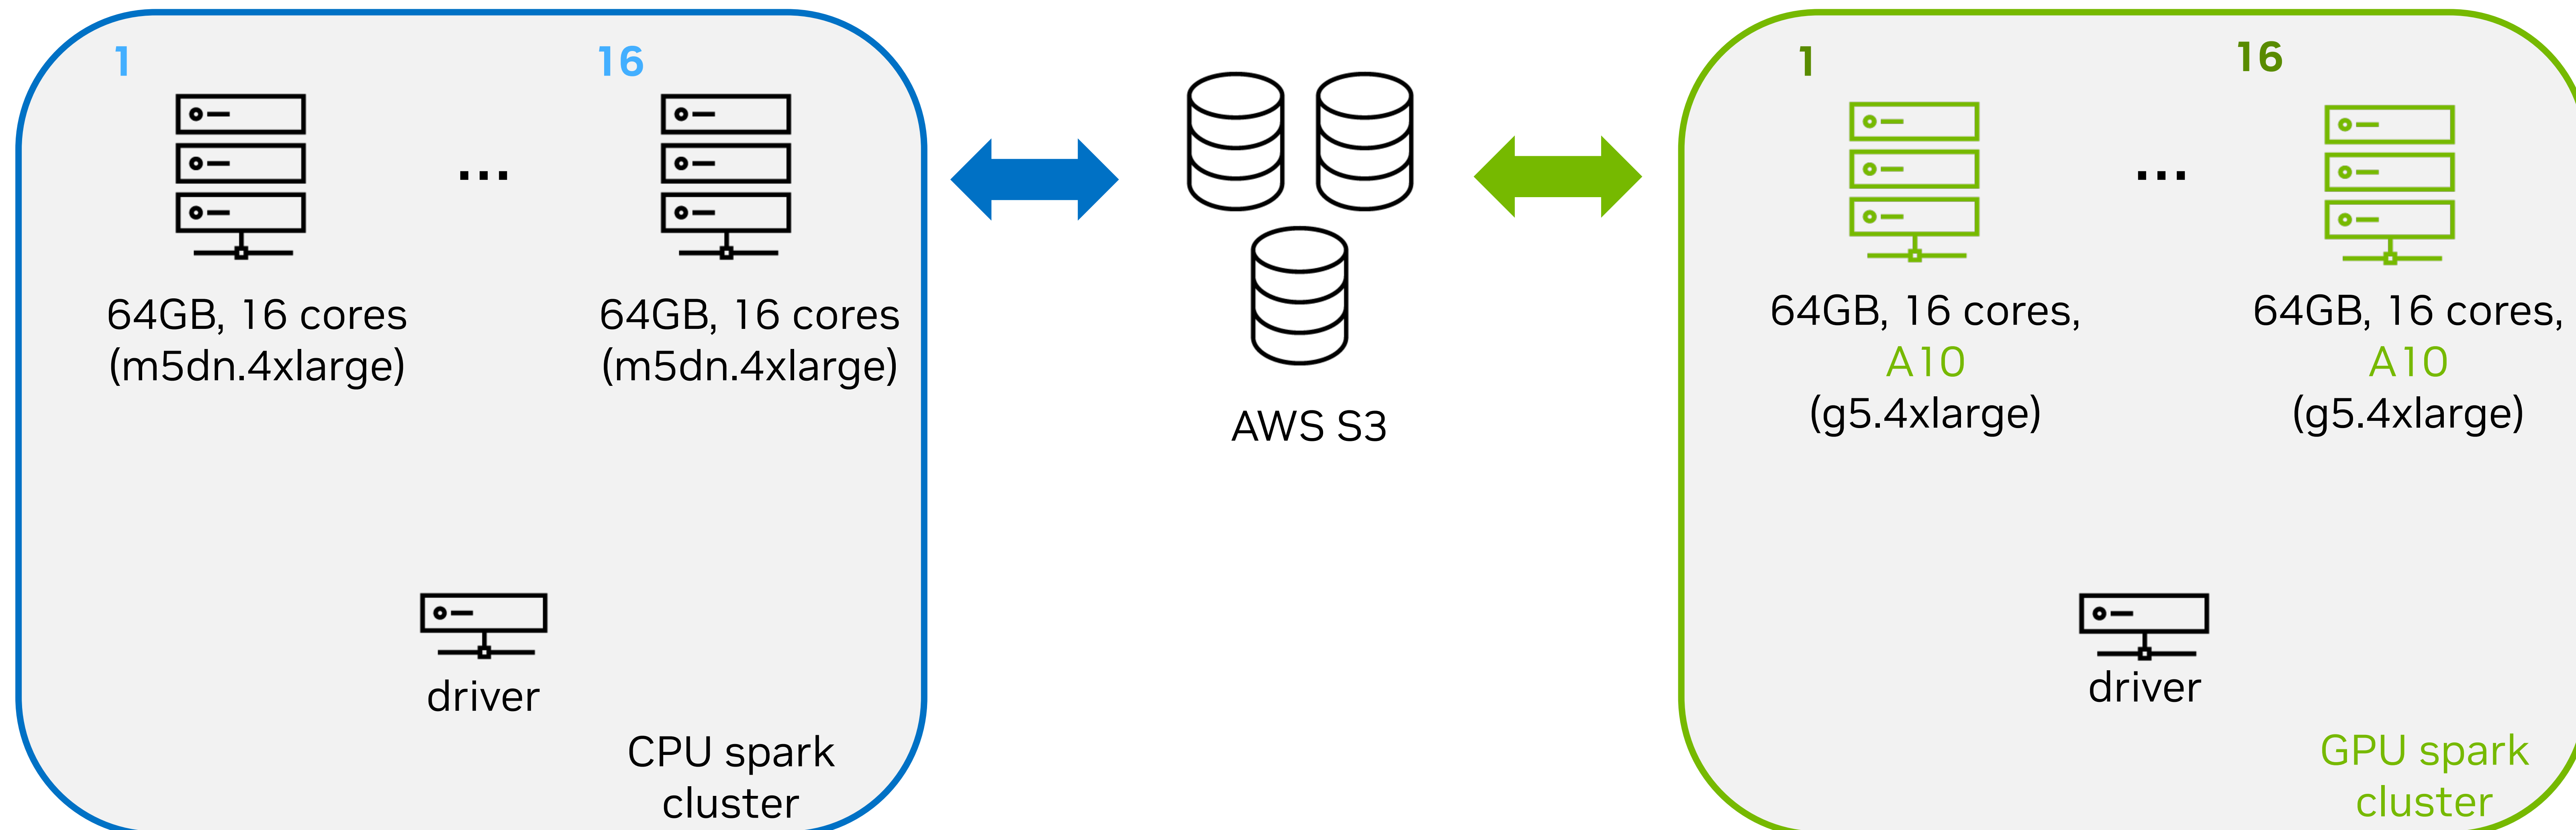 1
16
...
64GB, 16 cores
(m5dn.4xlarge)
64GB, 16 cores
(m5dn.4xlarge)
driver
CPU spark
cluster
AWS S3
1
16
...
64GB, 16 cores,
A10
(g5.4xlarge)
64GB, 16 cores,
A10
(g5.4xlarge)
driver
GPU spark
cluster